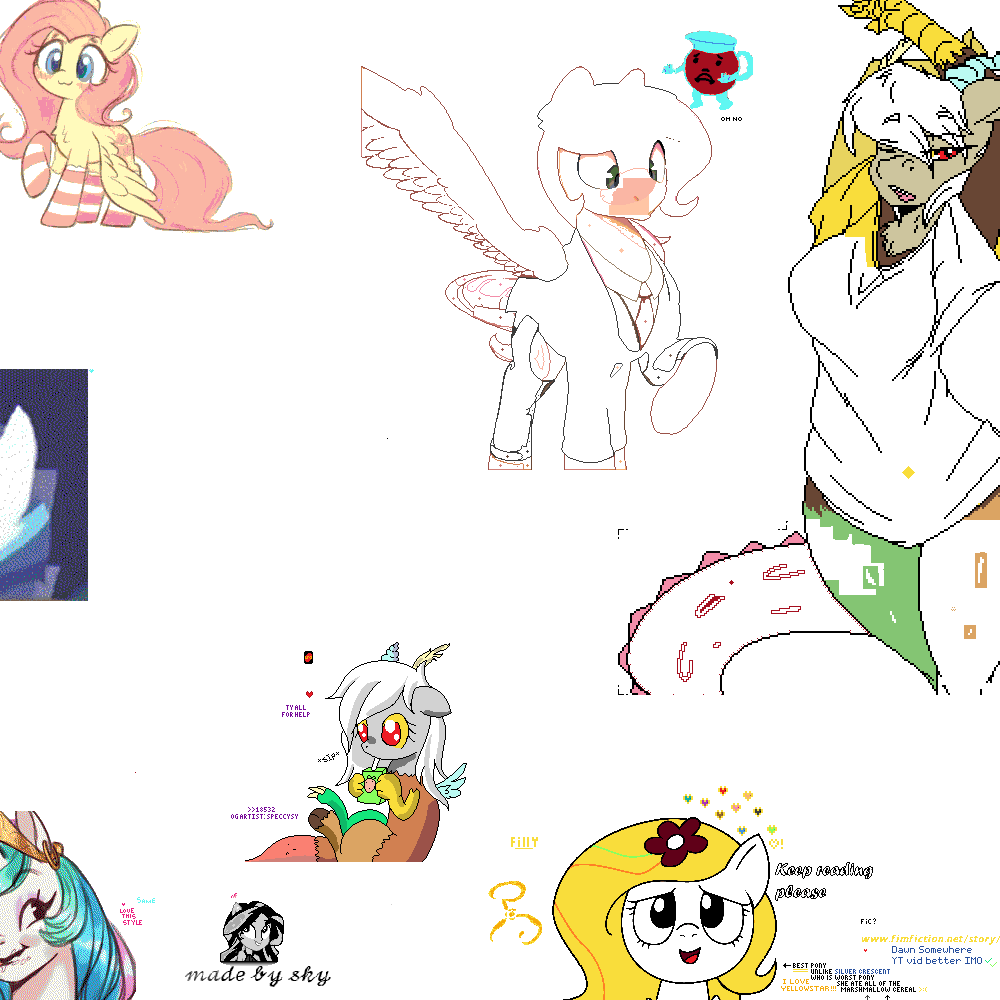 OH NO
TY ALL
FOR HELP
*SIP*
>>18532
OG ARTIST: SPECCYSY
FillY
Keep reading
please
LOVE
THIS
STYLE
FiC?
www.fimfiction.net/story/
Dawn Somewhere
YT vid better IMO
BEST PONY
UNLIKE SILVER CRESCENT
WHO IS WORST PONY
I LOVE
YELLOWSTAR!!!
SHE ATE ALL OF THE
MARSHMALLOW CEREAL
made by sky